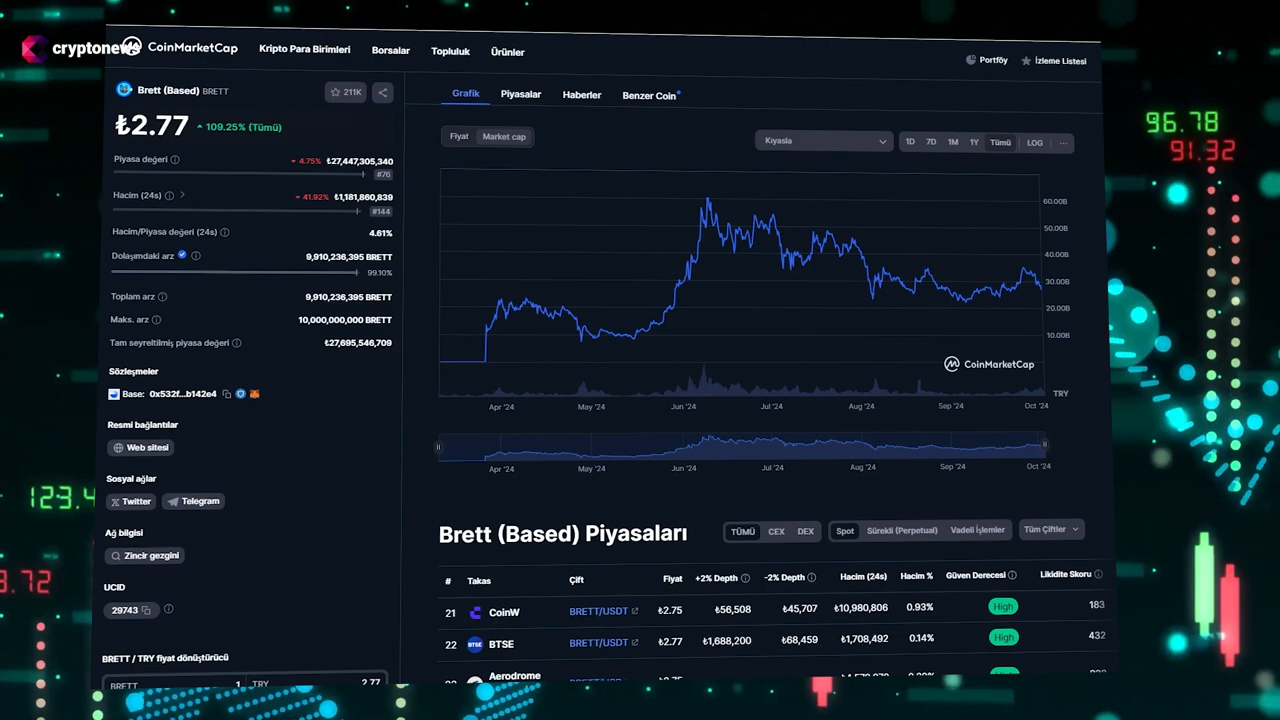 cryptonews
CoinMarketCap
Kripto Para Birimleri
Borsalar
Topluluk
Ürünler
Portföy
İzleme Listesi
Brett (Based) BRETT
211K
₺2.77
109.25% (Tümü)
Piyasa değeri
4.75% ₺27,447,305,340
#76
Hacim (24s)
41.92% ₺1,181,860,839
#144
Hacim/Piyasa değeri (24s)
4.61%
Dolaşımdaki arz
9,910,236,395 BRETT
99.10%
Toplam arz
9,910,236,395 BRETT
Maks. arz
10,000,000,000 BRETT
Tam seyreltilmiş piyasa değeri
₺27,695,546,709
Sözleşmeler
Base: 0x532f...b142e4
Resmi bağlantılar
Web sitesi
Sosyal ağlar
Twitter
Telegram
Ağ bilgisi
Zincir gezgini
UCID
29743
BRETT / TRY fiyat dönüştürücü
BRETT 1
TRY 2.77
Grafik
Piyasalar
Haberler
Benzer Coin
Fiyat
Market cap
Kıyasla
1D
7D
1M
1Y
Tümü
LOG
60.00B
50.00B
40.00B
30.00B
20.00B
10.00B
CoinMarketCap
TRY
Apr '24
May '24
Jun '24
Jul '24
Aug '24
Sep '24
Oct '24
Apr '24
May '24
Jun '24
Jul '24
Aug '24
Sep '24
Oct '24
Brett (Based) Piyasaları
TÜMÜ
CEX
DEX
Spot
Sürekli (Perpetual)
Vadeli İşlemler
Tüm Çiftler
# Takas Çift Fiyat +2% Depth -2% Depth Hacim (24s) Hacim % Güven Derecesi Likidite Skoru
21 CoinW BRETT/USDT ₺2.75 ₺56,508 ₺45,707 ₺10,980,806 0.93% High 183
22 BTSE BRETT/USDT ₺2.77 ₺1,688,200 ₺68,459 ₺1,708,492 0.14% High 432
Aerodrome
96.78
91.32
123.4
3.72